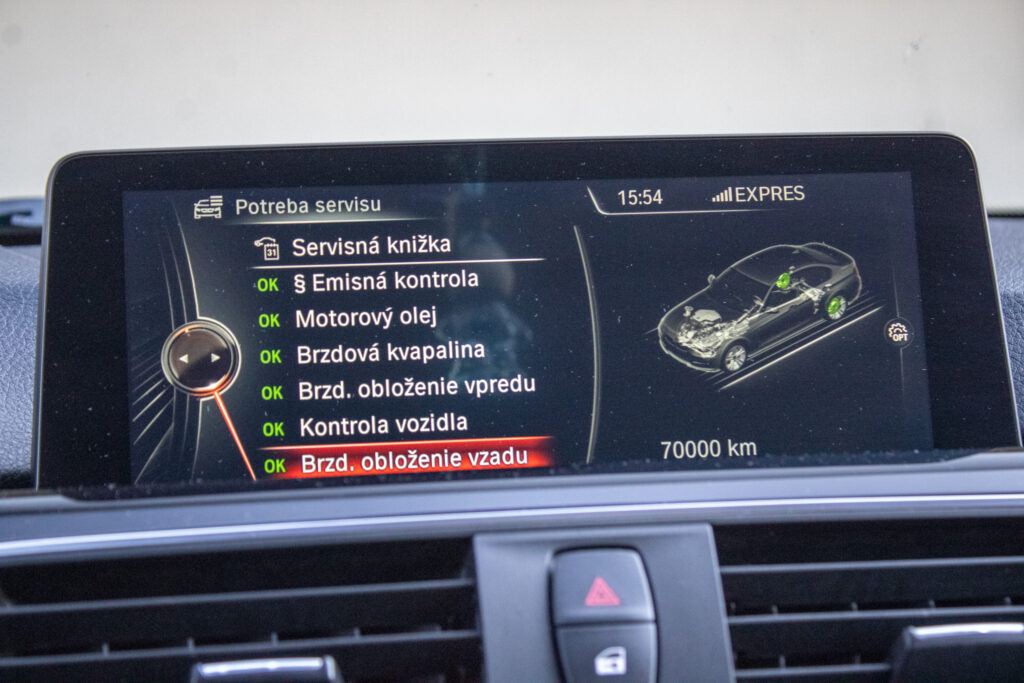 Potreba servisu
15:54
EXPRES
31 Servisná knižka
OK § Emisná kontrola
OK Motorový olej
OK Brzdová kvapalina
OK Brzd. obloženie vpredu
OK Kontrola vozidla
OK Brzd. obloženie vzadu
OPT
70000 km